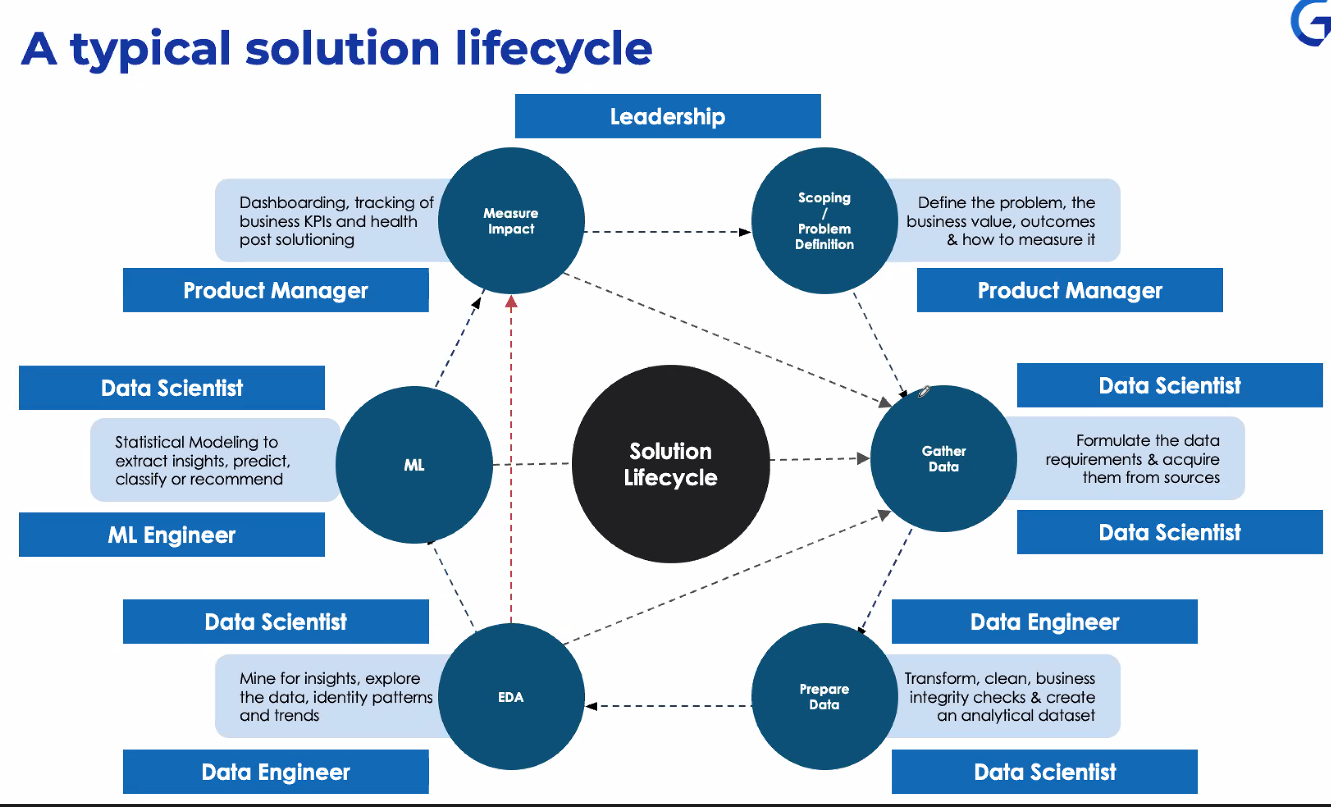 A typical solution lifecycle
G
Leadership
Measure
Impact
Dashboarding, tracking of
business KPIs and health
post solutioning
Product Manager
Scoping
/
Problem
Definition
Define the problem, the
business value, outcomes
& how to measure it
Product Manager
Data Scientist
Statistical Modeling to
extract insights, predict,
classify or recommend
ML
ML Engineer
Solution
Lifecycle
Gather
Data
Data Scientist
Formulate the data
requirements & acquire
them from sources
Data Scientist
Data Scientist
Mine for insights, explore
the data, identity patterns
and trends
EDA
Data Engineer
Data Engineer
Prepare
Data
Transform, clean, business
integrity checks & create
an analytical dataset
Data Scientist